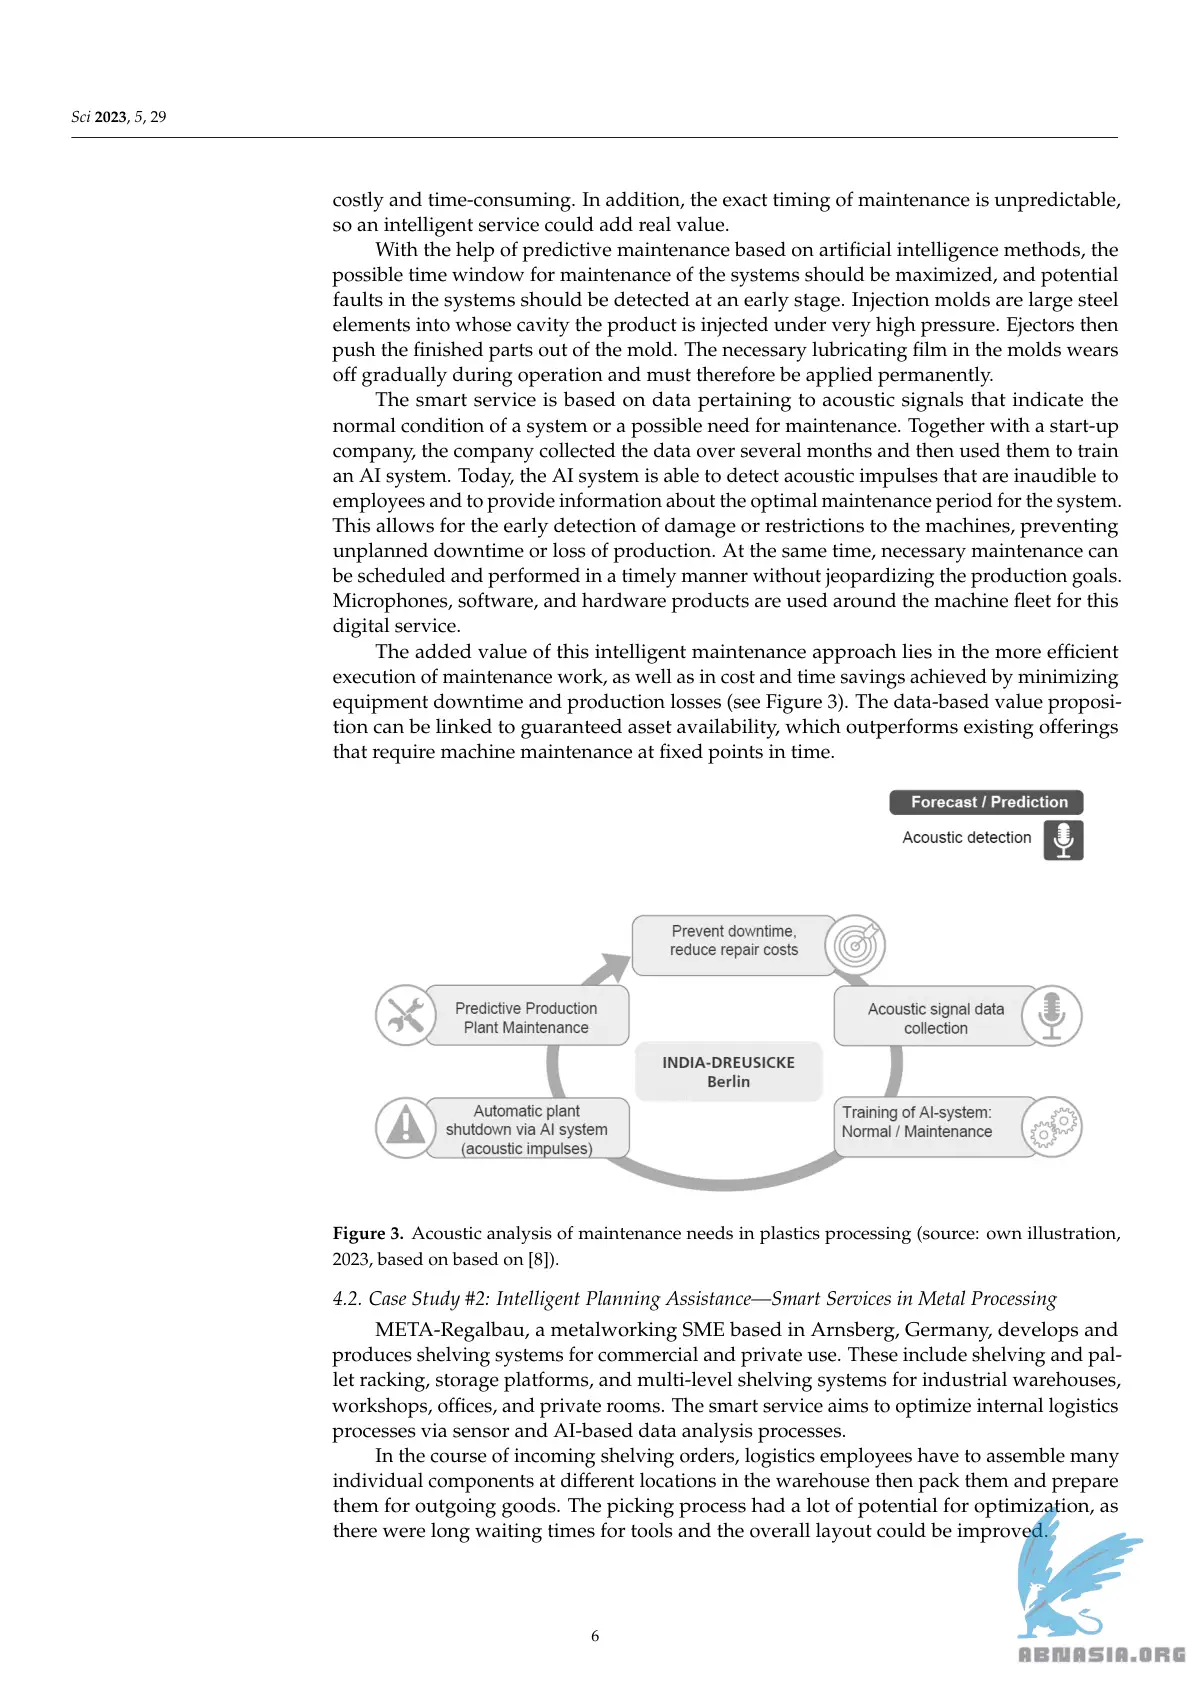 Sci 2023, 5, 29
costly and time-consuming. In addition, the exact timing of maintenance is unpredictable,
so an intelligent service could add real value.
With the help of predictive maintenance based on artificial intelligence methods, the
possible time window for maintenance of the systems should be maximized, and potential
faults in the systems should be detected at an early stage. Injection molds are large steel
elements into whose cavity the product is injected under very high pressure. Ejectors then
push the finished parts out of the mold. The necessary lubricating film in the molds wears
off gradually during operation and must therefore be applied permanently.
The smart service is based on data pertaining to acoustic signals that indicate the
normal condition of a system or a possible need for maintenance. Together with a start-up
company, the company collected the data over several months and then used them to train
an AI system. Today, the AI system is able to detect acoustic impulses that are inaudible to
employees and to provide information about the optimal maintenance period for the system.
This allows for the early detection of damage or restrictions to the machines, preventing
unplanned downtime or loss of production. At the same time, necessary maintenance can
be scheduled and performed in a timely manner without jeopardizing the production goals.
Microphones, software, and hardware products are used around the machine fleet for this
digital service.
The added value of this intelligent maintenance approach lies in the more efficient
execution of maintenance work, as well as in cost and time savings achieved by minimizing
equipment downtime and production losses (see Figure 3). The data-based value proposi-
tion can be linked to guaranteed asset availability, which outperforms existing offerings
that require machine maintenance at fixed points in time.
Forecast / Prediction
Acoustic detection
Prevent downtime,
reduce repair costs
Predictive Production
Plant Maintenance
Acoustic signal data
collection
INDIA-DREUSICKE
Berlin
Automatic plant
shutdown via AI system
(acoustic impulses)
Training of AI-system:
Normal / Maintenance
Figure 3. Acoustic analysis of maintenance needs in plastics processing (source: own illustration,
2023, based on based on [8]).
4.2. Case Study #2: Intelligent Planning Assistance—Smart Services in Metal Processing
META-Regalbau, a metalworking SME based in Arnsberg, Germany, develops and
produces shelving systems for commercial and private use. These include shelving and pal-
let racking, storage platforms, and multi-level shelving systems for industrial warehouses,
workshops, offices, and private rooms. The smart service aims to optimize internal logistics
processes via sensor and AI-based data analysis processes.
In the course of incoming shelving orders, logistics employees have to assemble many
individual components at different locations in the warehouse then pack them and prepare
them for outgoing goods. The picking process had a lot of potential for optimization, as
there were long waiting times for tools and the overall layout could be improved.
6
ABNASIA.ORG